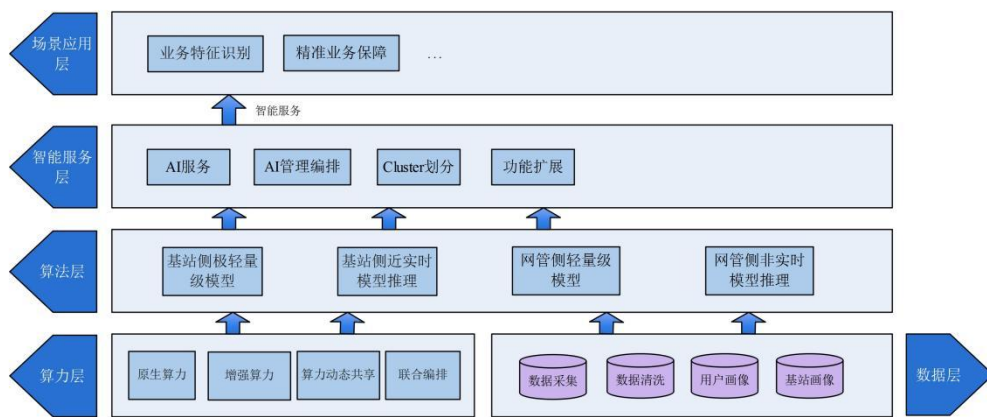 场景应用
层
业务特征识别
精准业务保障
...
智能服务
智能服务
层
AI服务
AI管理编排
Cluster划分
功能扩展
算法层
基站侧极轻量
级模型
基站侧近实时
模型推理
网管侧轻量级
模型
网管侧非实时
模型推理
算力层
原生算力
增强算力
算力动态共享
联合编排
数据采集
数据清洗
用户画像
基站画像
数据层